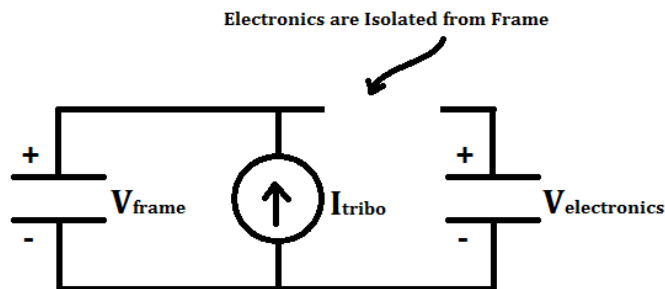 Electronics are Isolated from Frame
+
+
Vframe
Itribo
Velectronics
-
-